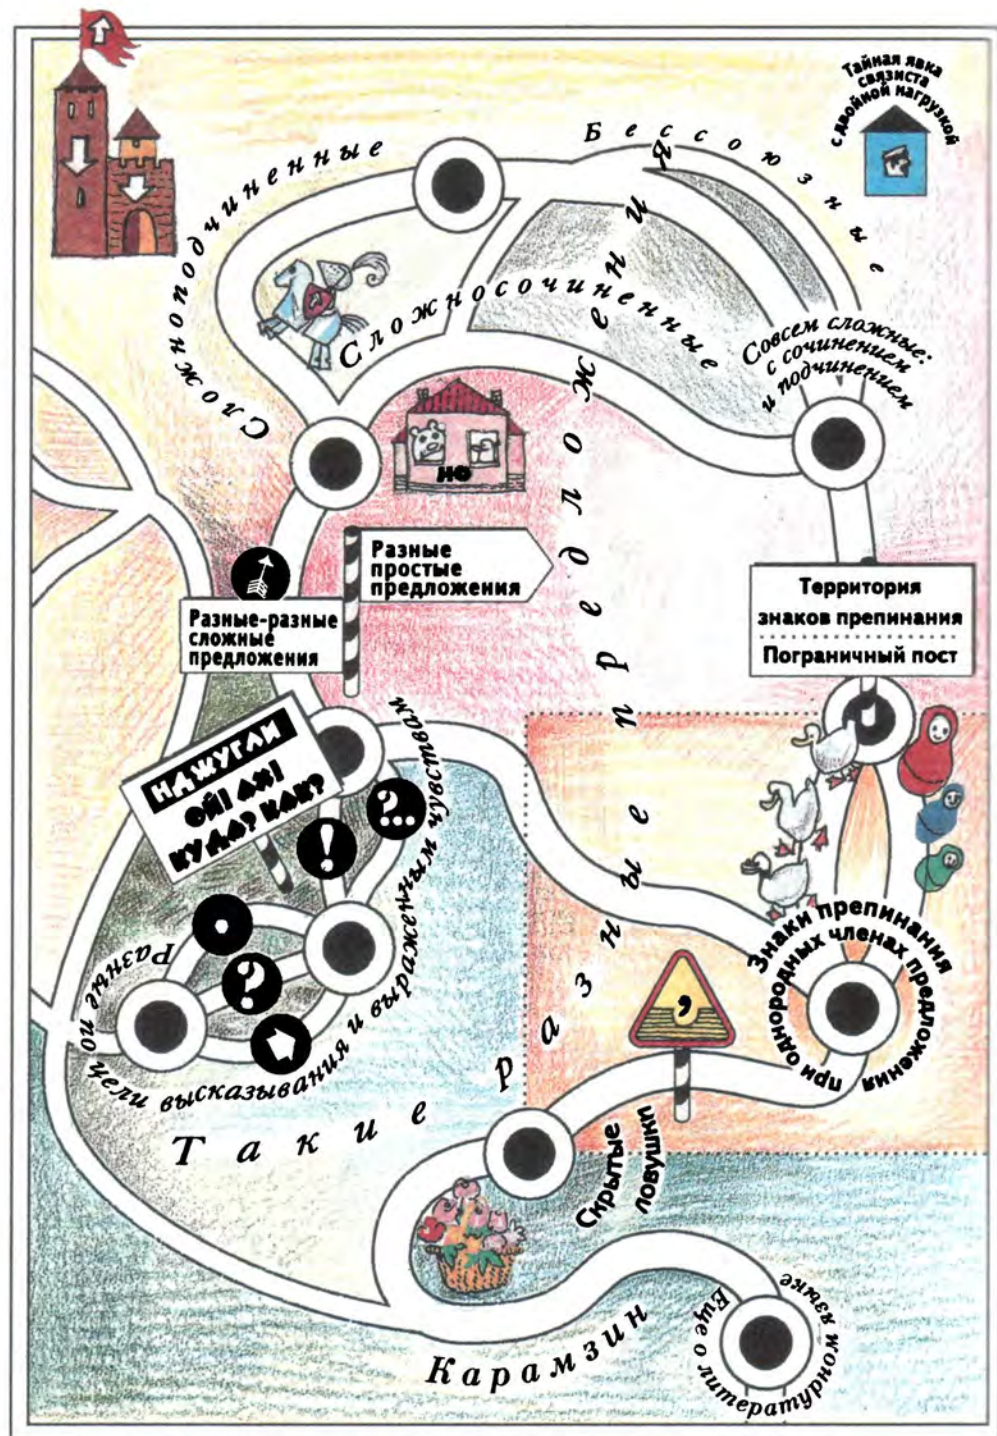 Тайная явка
связиста
с двойной нагрузкой
Бессоюзные
Сложноподчиненные
Сложносочиненные
Совсем сложные:
с сочинением
и подчинением
но
Разные
простые
предложения
Разные-разные
сложные
предложения
Территория
знаков препинания
Пограничный пост
НДЖУГЛИ
ОЙ! АХ!
КУДА? КАК?
!
?...
.
?
,
Разные по цели высказывания и выраженным чувствам
Знаки препинания
при однородных членах предложения
Такие разные предложения
Скрытые
ловушки
Карамзин
Еще о литературном языке